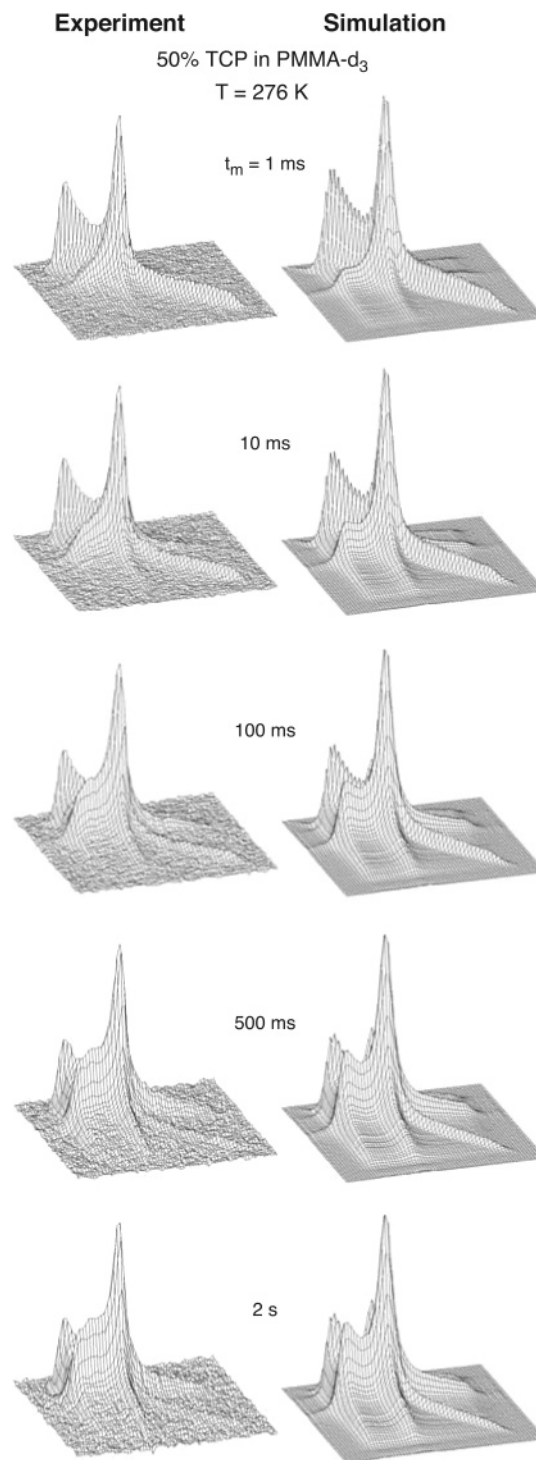 Experiment Simulation
50% TCP in PMMA-d₃
T = 276 K
tₘ = 1 ms
10 ms
100 ms
500 ms
2 s